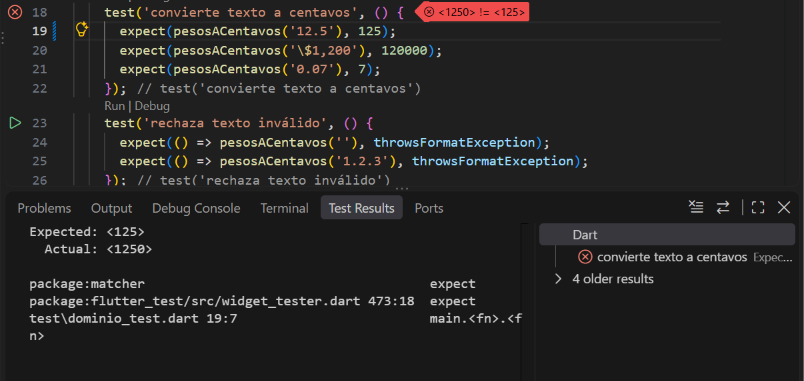 18 test('convierte texto a centavos', () { <1250> != <125>
19 expect(pesosACentavos('12.5'), 125);
20 expect(pesosACentavos('\$1,200'), 120000);
21 expect(pesosACentavos('0.07'), 7);
22 }); // test('convierte texto a centavos')
Run | Debug
23 test('rechaza texto inválido', () {
24 expect(() => pesosACentavos(''), throwsFormatException);
25 expect(() => pesosACentavos('1.2.3'), throwsFormatException);
26 }); // test('rechaza texto inválido')
Problems Output Debug Console Terminal Test Results Ports
Expected: <125>
Actual: <1250>
package:matcher expect
package:flutter_test/src/widget_tester.dart 473:18 expect
test\dominio_test.dart 19:7 main.<fn>.<f
n>
Dart
convierte texto a centavos Expec...
4 older results